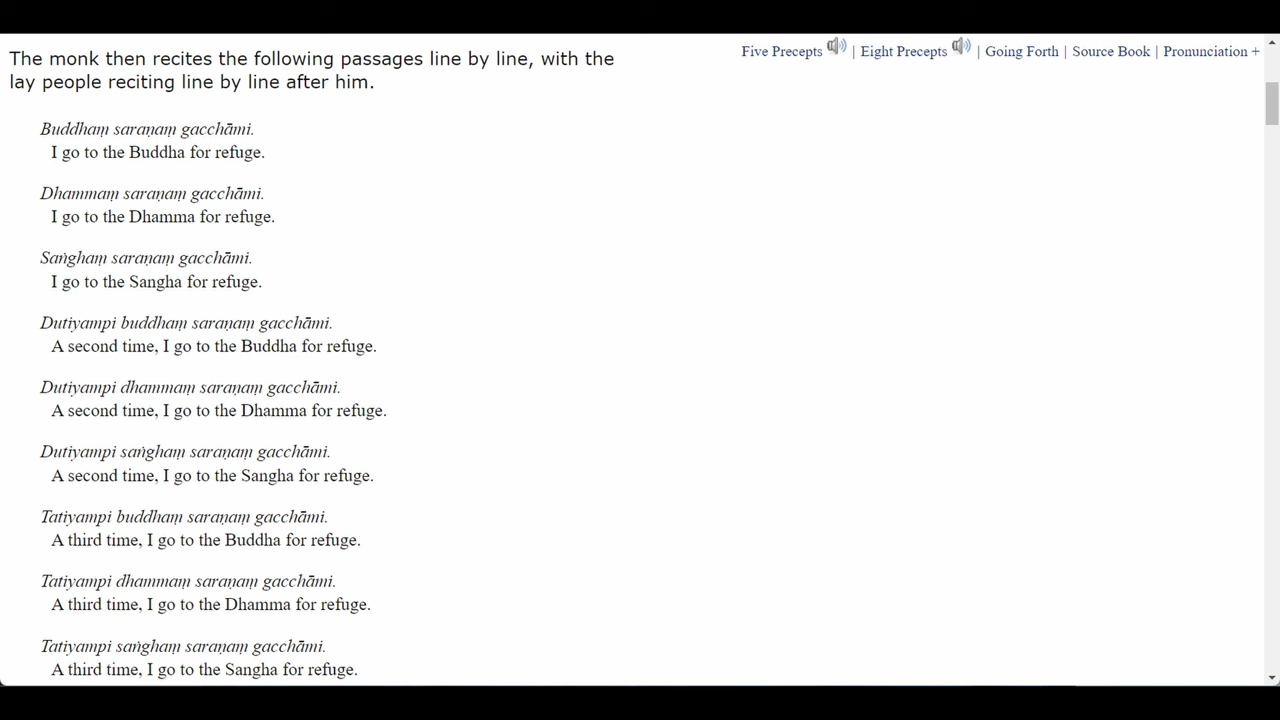 The monk then recites the following passages line by line, with the
lay people reciting line by line after him.
Five Precepts | Eight Precepts | Going Forth | Source Book | Pronunciation +
Buddhaṃ saraṇaṃ gacchāmi.
I go to the Buddha for refuge.
Dhammaṃ saraṇaṃ gacchāmi.
I go to the Dhamma for refuge.
Saṅghaṃ saraṇaṃ gacchāmi.
I go to the Sangha for refuge.
Dutiyampi buddhaṃ saraṇaṃ gacchāmi.
A second time, I go to the Buddha for refuge.
Dutiyampi dhammaṃ saraṇaṃ gacchāmi.
A second time, I go to the Dhamma for refuge.
Dutiyampi saṅghaṃ saraṇaṃ gacchāmi.
A second time, I go to the Sangha for refuge.
Tatiyampi buddhaṃ saraṇaṃ gacchāmi.
A third time, I go to the Buddha for refuge.
Tatiyampi dhammaṃ saraṇaṃ gacchāmi.
A third time, I go to the Dhamma for refuge.
Tatiyampi saṅghaṃ saraṇaṃ gacchāmi.
A third time, I go to the Sangha for refuge.